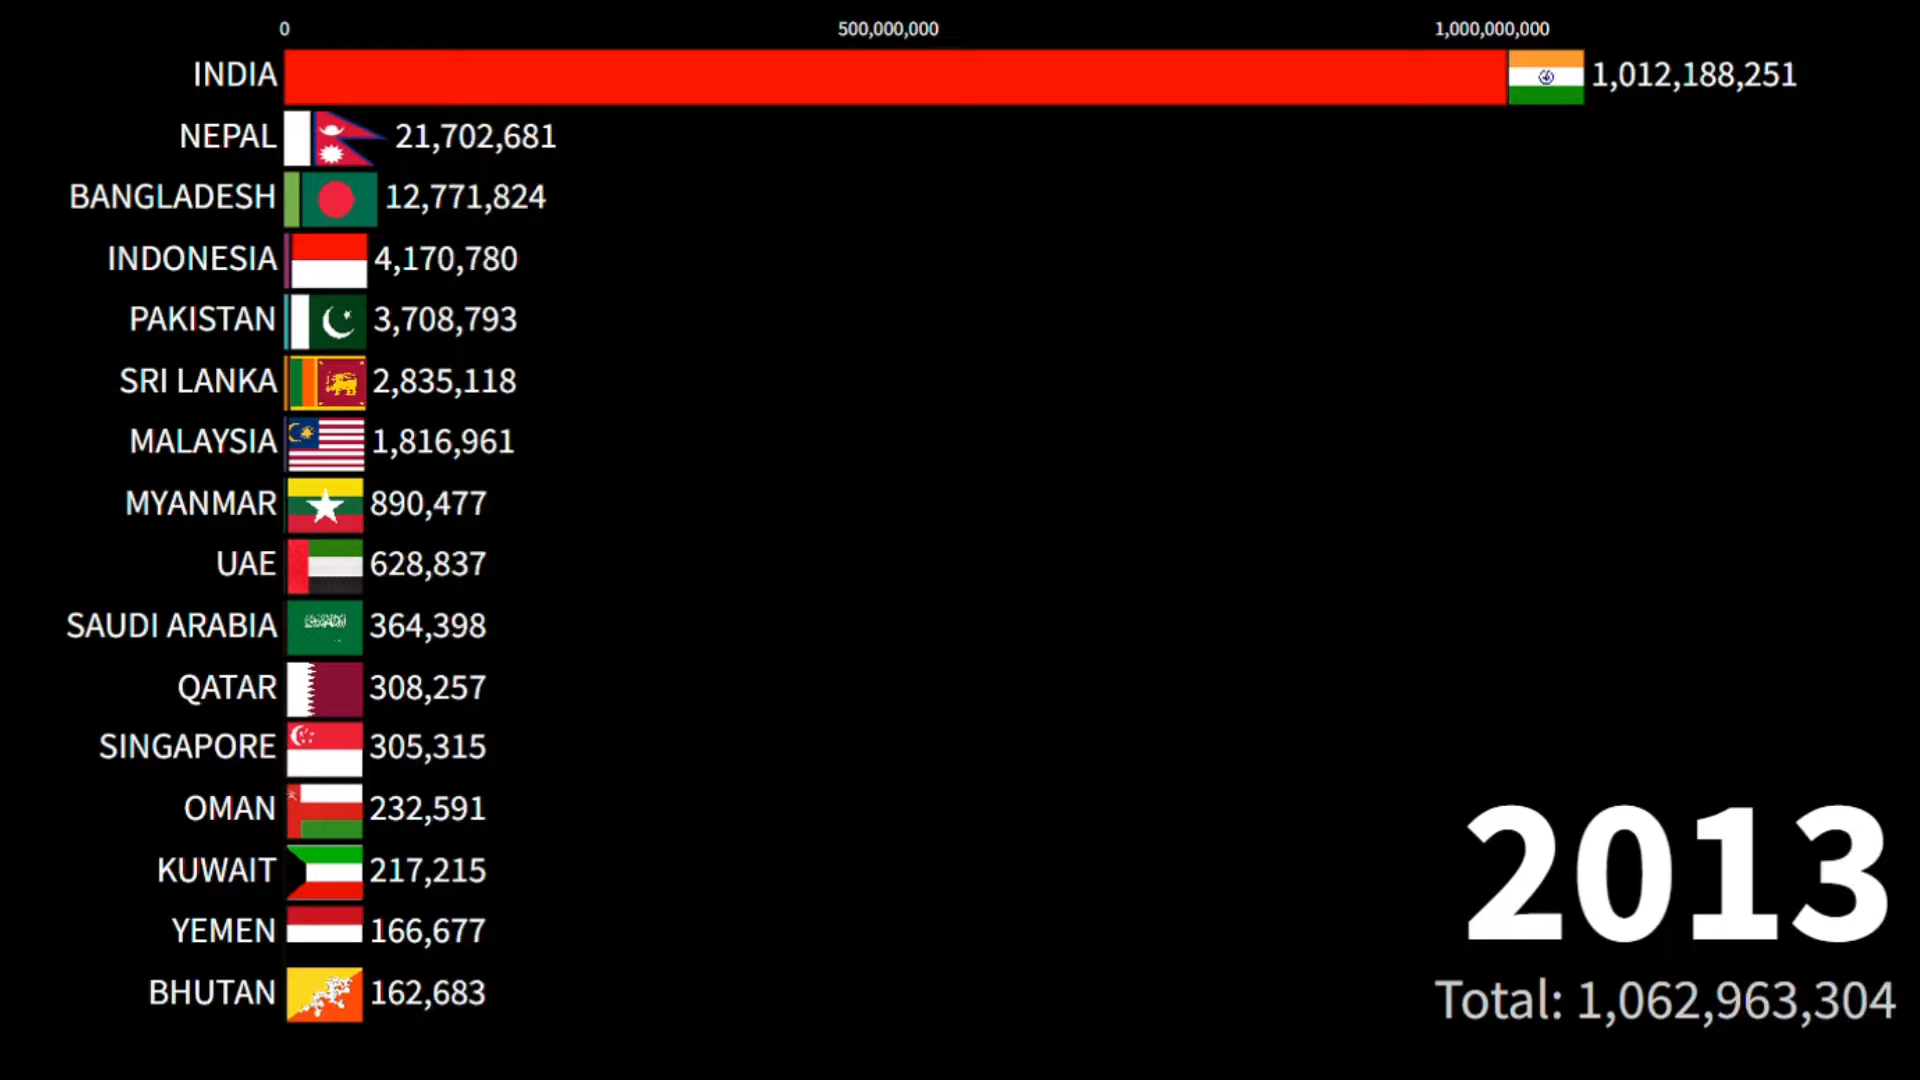 0 500,000,000 1,000,000,000
INDIA 1,012,188,251
NEPAL 21,702,681
BANGLADESH 12,771,824
INDONESIA 4,170,780
PAKISTAN 3,708,793
SRI LANKA 2,835,118
MALAYSIA 1,816,961
MYANMAR 890,477
UAE 628,837
SAUDI ARABIA 364,398
QATAR 308,257
SINGAPORE 305,315
OMAN 232,591
KUWAIT 217,215
YEMEN 166,677
BHUTAN 162,683
2013
Total: 1,062,963,304